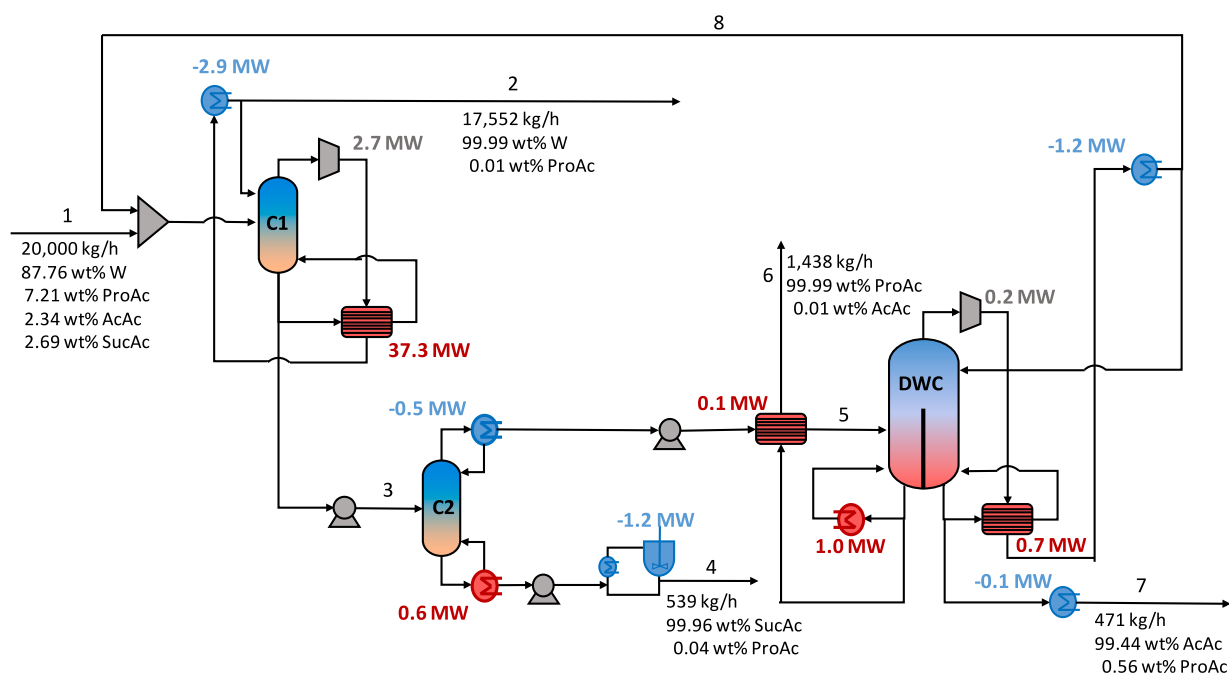 8
-2.9 MW
2
17,552 kg/h
99.99 wt% W
0.01 wt% ProAc
2.7 MW
-1.2 MW
1
20,000 kg/h
87.76 wt% W
7.21 wt% ProAc
2.34 wt% AcAc
2.69 wt% SucAc
C1
37.3 MW
6
1,438 kg/h
99.99 wt% ProAc
0.01 wt% AcAc
0.2 MW
DWC
-0.5 MW
0.1 MW
5
3
C2
-1.2 MW
1.0 MW
0.7 MW
0.6 MW
4
539 kg/h
99.96 wt% SucAc
0.04 wt% ProAc
-0.1 MW
7
471 kg/h
99.44 wt% AcAc
0.56 wt% ProAc